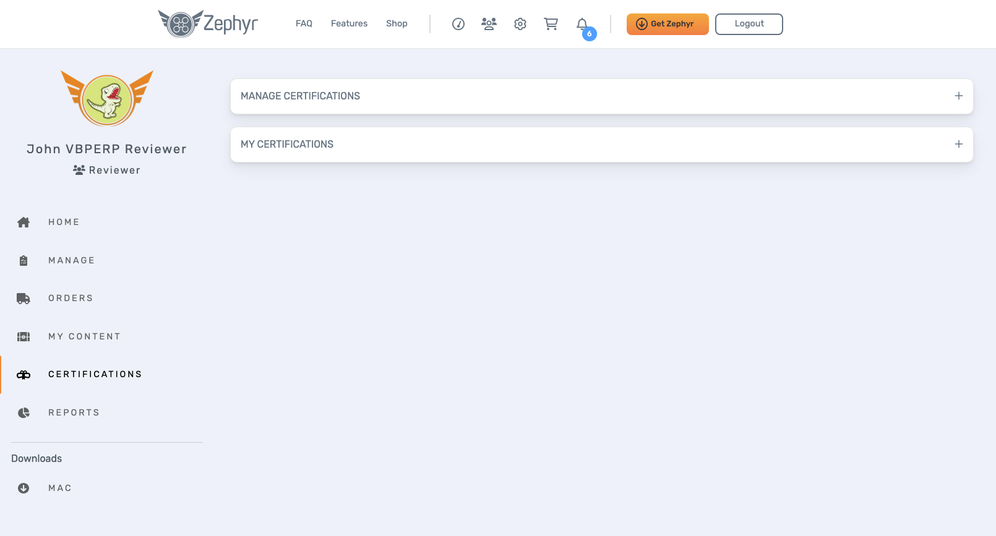 Zephyr
FAQ
Features
Shop
6
Get Zephyr
Logout
John VBPERP Reviewer
Reviewer
HOME
MANAGE
ORDERS
MY CONTENT
CERTIFICATIONS
REPORTS
Downloads
MAC
MANAGE CERTIFICATIONS
MY CERTIFICATIONS